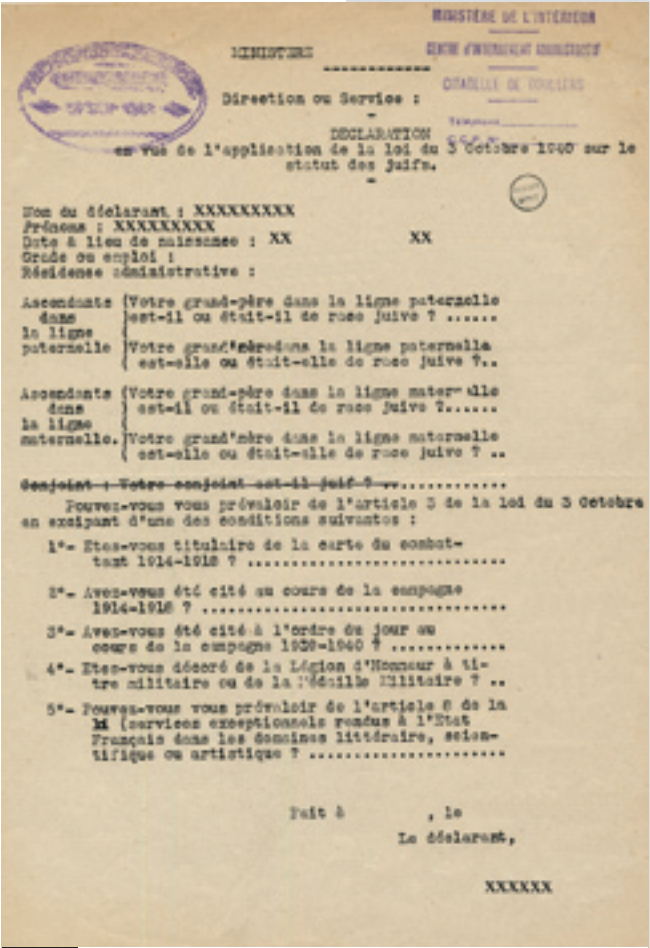 MINISTÈRE DE L'INTÉRIEUR
CENTRE d'INTERNEMENT ADMINISTRATIF
CITADELLE DE DOULLENS
MINISTERE
------------
Direction ou Service :
DECLARATION
en vue de l'application de la loi du 3 Octobre 1940 sur le
statut des juifs.
Nom du déclarant : XXXXXXXXX
Prénoms : XXXXXXXXX
Date & lieu de naissance : XX XX
Grade ou emploi :
Résidence administrative :
Ascendants (Votre grand-père dans la ligne paternelle
dans )est-il ou était-il de race juive ? ......
la ligne (
paternelle )Votre grand'mère dans la ligne paternelle
( est-elle ou était-elle de race juive ?..
Ascendants (Votre grand-père dans la ligne maternelle
dans ) est-il ou était-il de race juive ?......
la ligne (
maternelle.)Votre grand'mère dans la ligne maternelle
( est-elle ou était-elle de race juive ? ..
Conjoint : Votre conjoint est-il juif ? ..............
Pouvez-vous vous prévaloir de l'article 3 de la loi du 3 Octobre
en excipant d'une des conditions suivantes :
1°- Etes-vous titulaire de la carte du combat-
tant 1914-1918 ? ..........................
2°- Avez-vous été cité au cours de la campagne
1914-1918 ? ...............................
3°- Avez-vous été cité à l'ordre du jour au
cours de la campagne 1939-1940 ? ............
4°- Etes-vous décoré de la Légion d'Honneur à ti-
tre militaire ou de la Médaille Militaire ? ..
5°- Pouvez-vous vous prévaloir de l'article 8 de la
(services exceptionnels rendus à l'Etat
Français dans les domaines littéraire, scien-
tifique ou artistique ? .....................
Fait à , le
Le déclarant,
XXXXXX